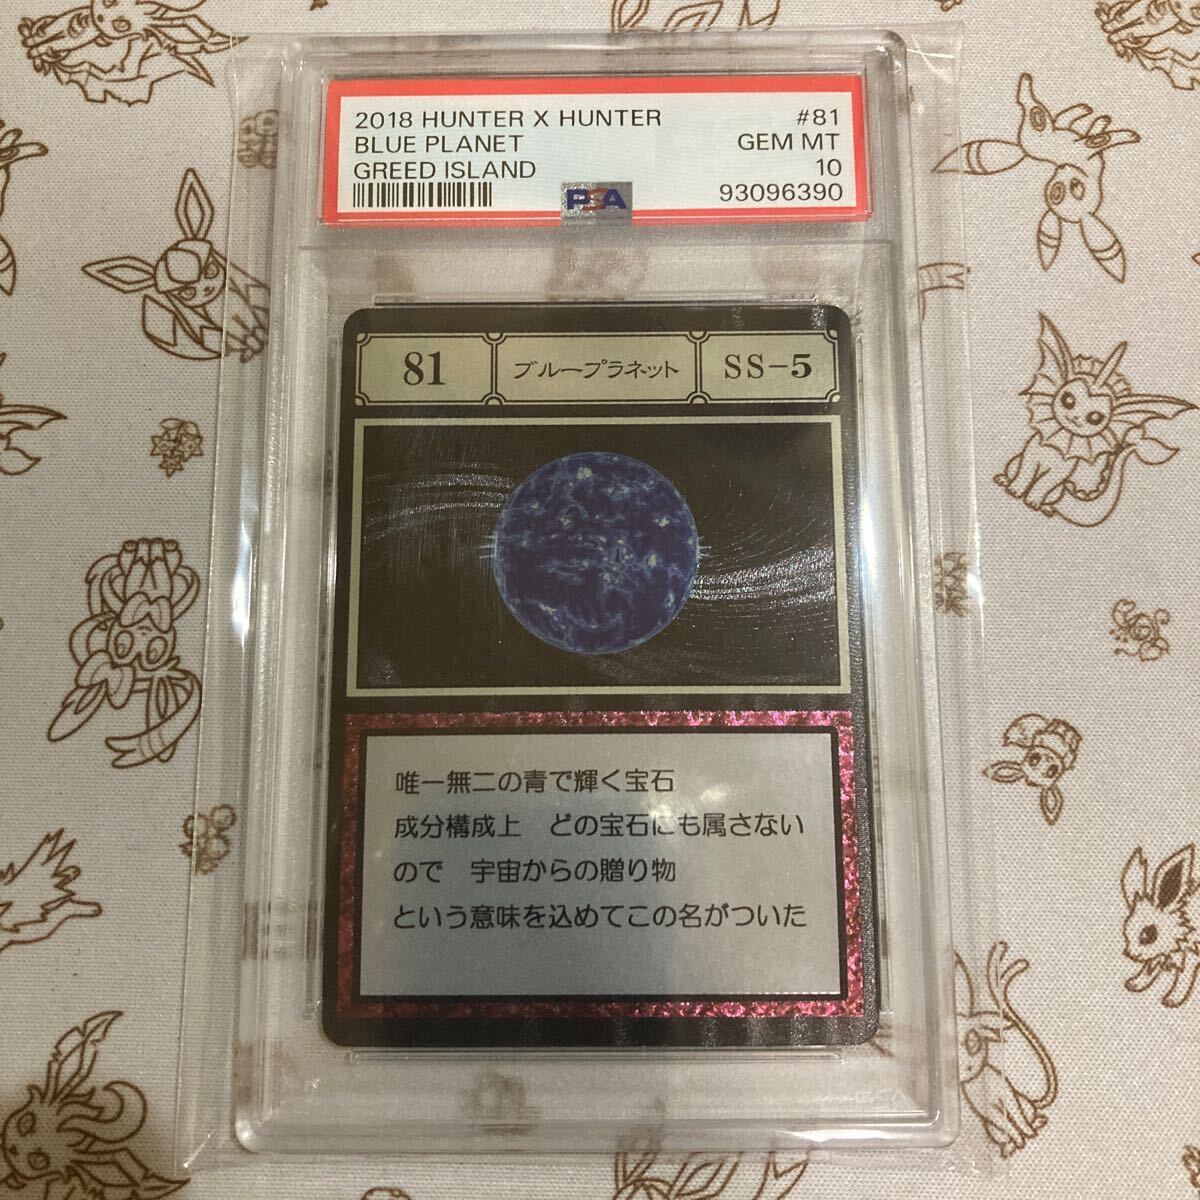 2018 HUNTER X HUNTER #81
BLUE PLANET GEM MT
GREED ISLAND 10
93096390
PSA
81 ブループラネット SS-5
唯一無二の青で輝く宝石
成分構成上　どの宝石にも属さない
ので　宇宙からの贈り物
という意味を込めてこの名がついた